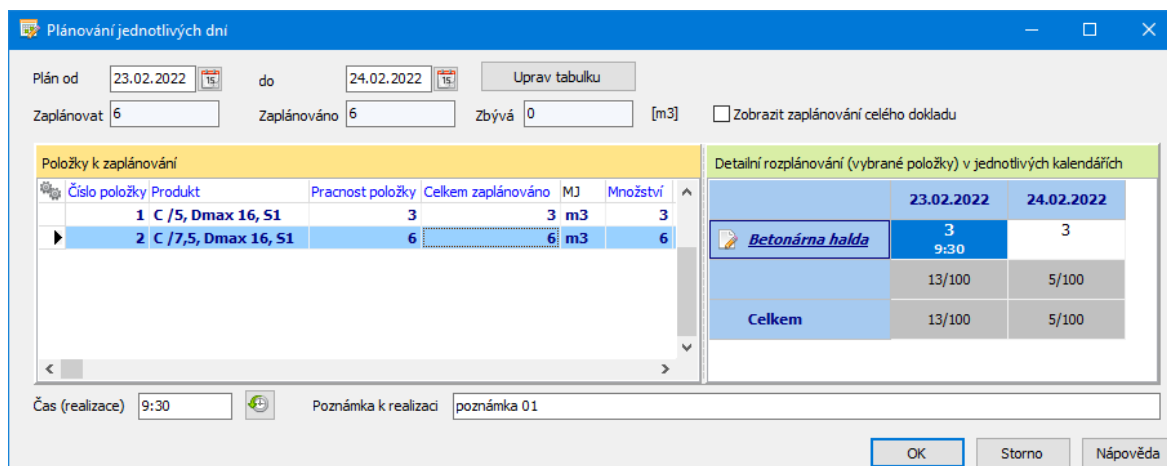 Plánování jednotlivých dní
Plán od 23.02.2022 do 24.02.2022 Uprav tabulku
Zaplánovat 6 Zaplánováno 6 Zbývá 0 [m3] Zobrazit zaplánování celého dokladu
Položky k zaplánování
Číslo položky Produkt Pracnost položky Celkem zaplánováno MJ Množství
1 C /5, Dmax 16, S1 3 3 m3 3
2 C /7,5, Dmax 16, S1 6 6 m3 6
Detailní rozplánování (vybrané položky) v jednotlivých kalendářích
23.02.2022 24.02.2022
Betonárna halda 3 3
9:30
13/100 5/100
Celkem 13/100 5/100
Čas (realizace) 9:30 Poznámka k realizaci poznámka 01
OK Storno Nápověda